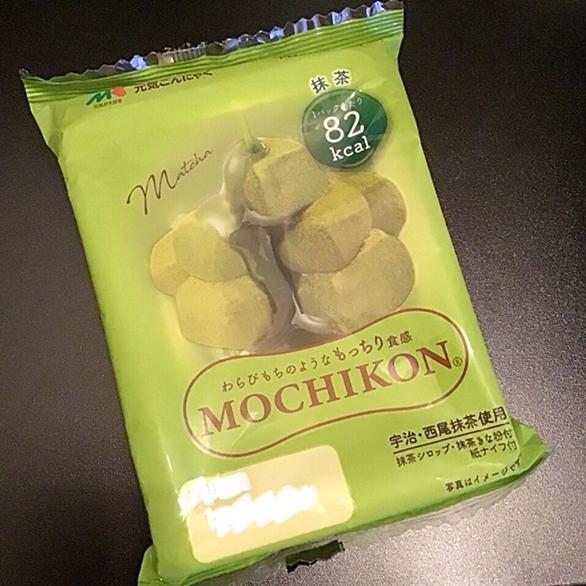 元気こんにゃく
抹茶
1パックあたり
82
kcal
Matcha
わらびもちのようなもっちり食感
MOCHIKON®
宇治・西尾抹茶使用
抹茶シロップ・抹茶きな粉付
紙ナイフ付
写真はイメージです